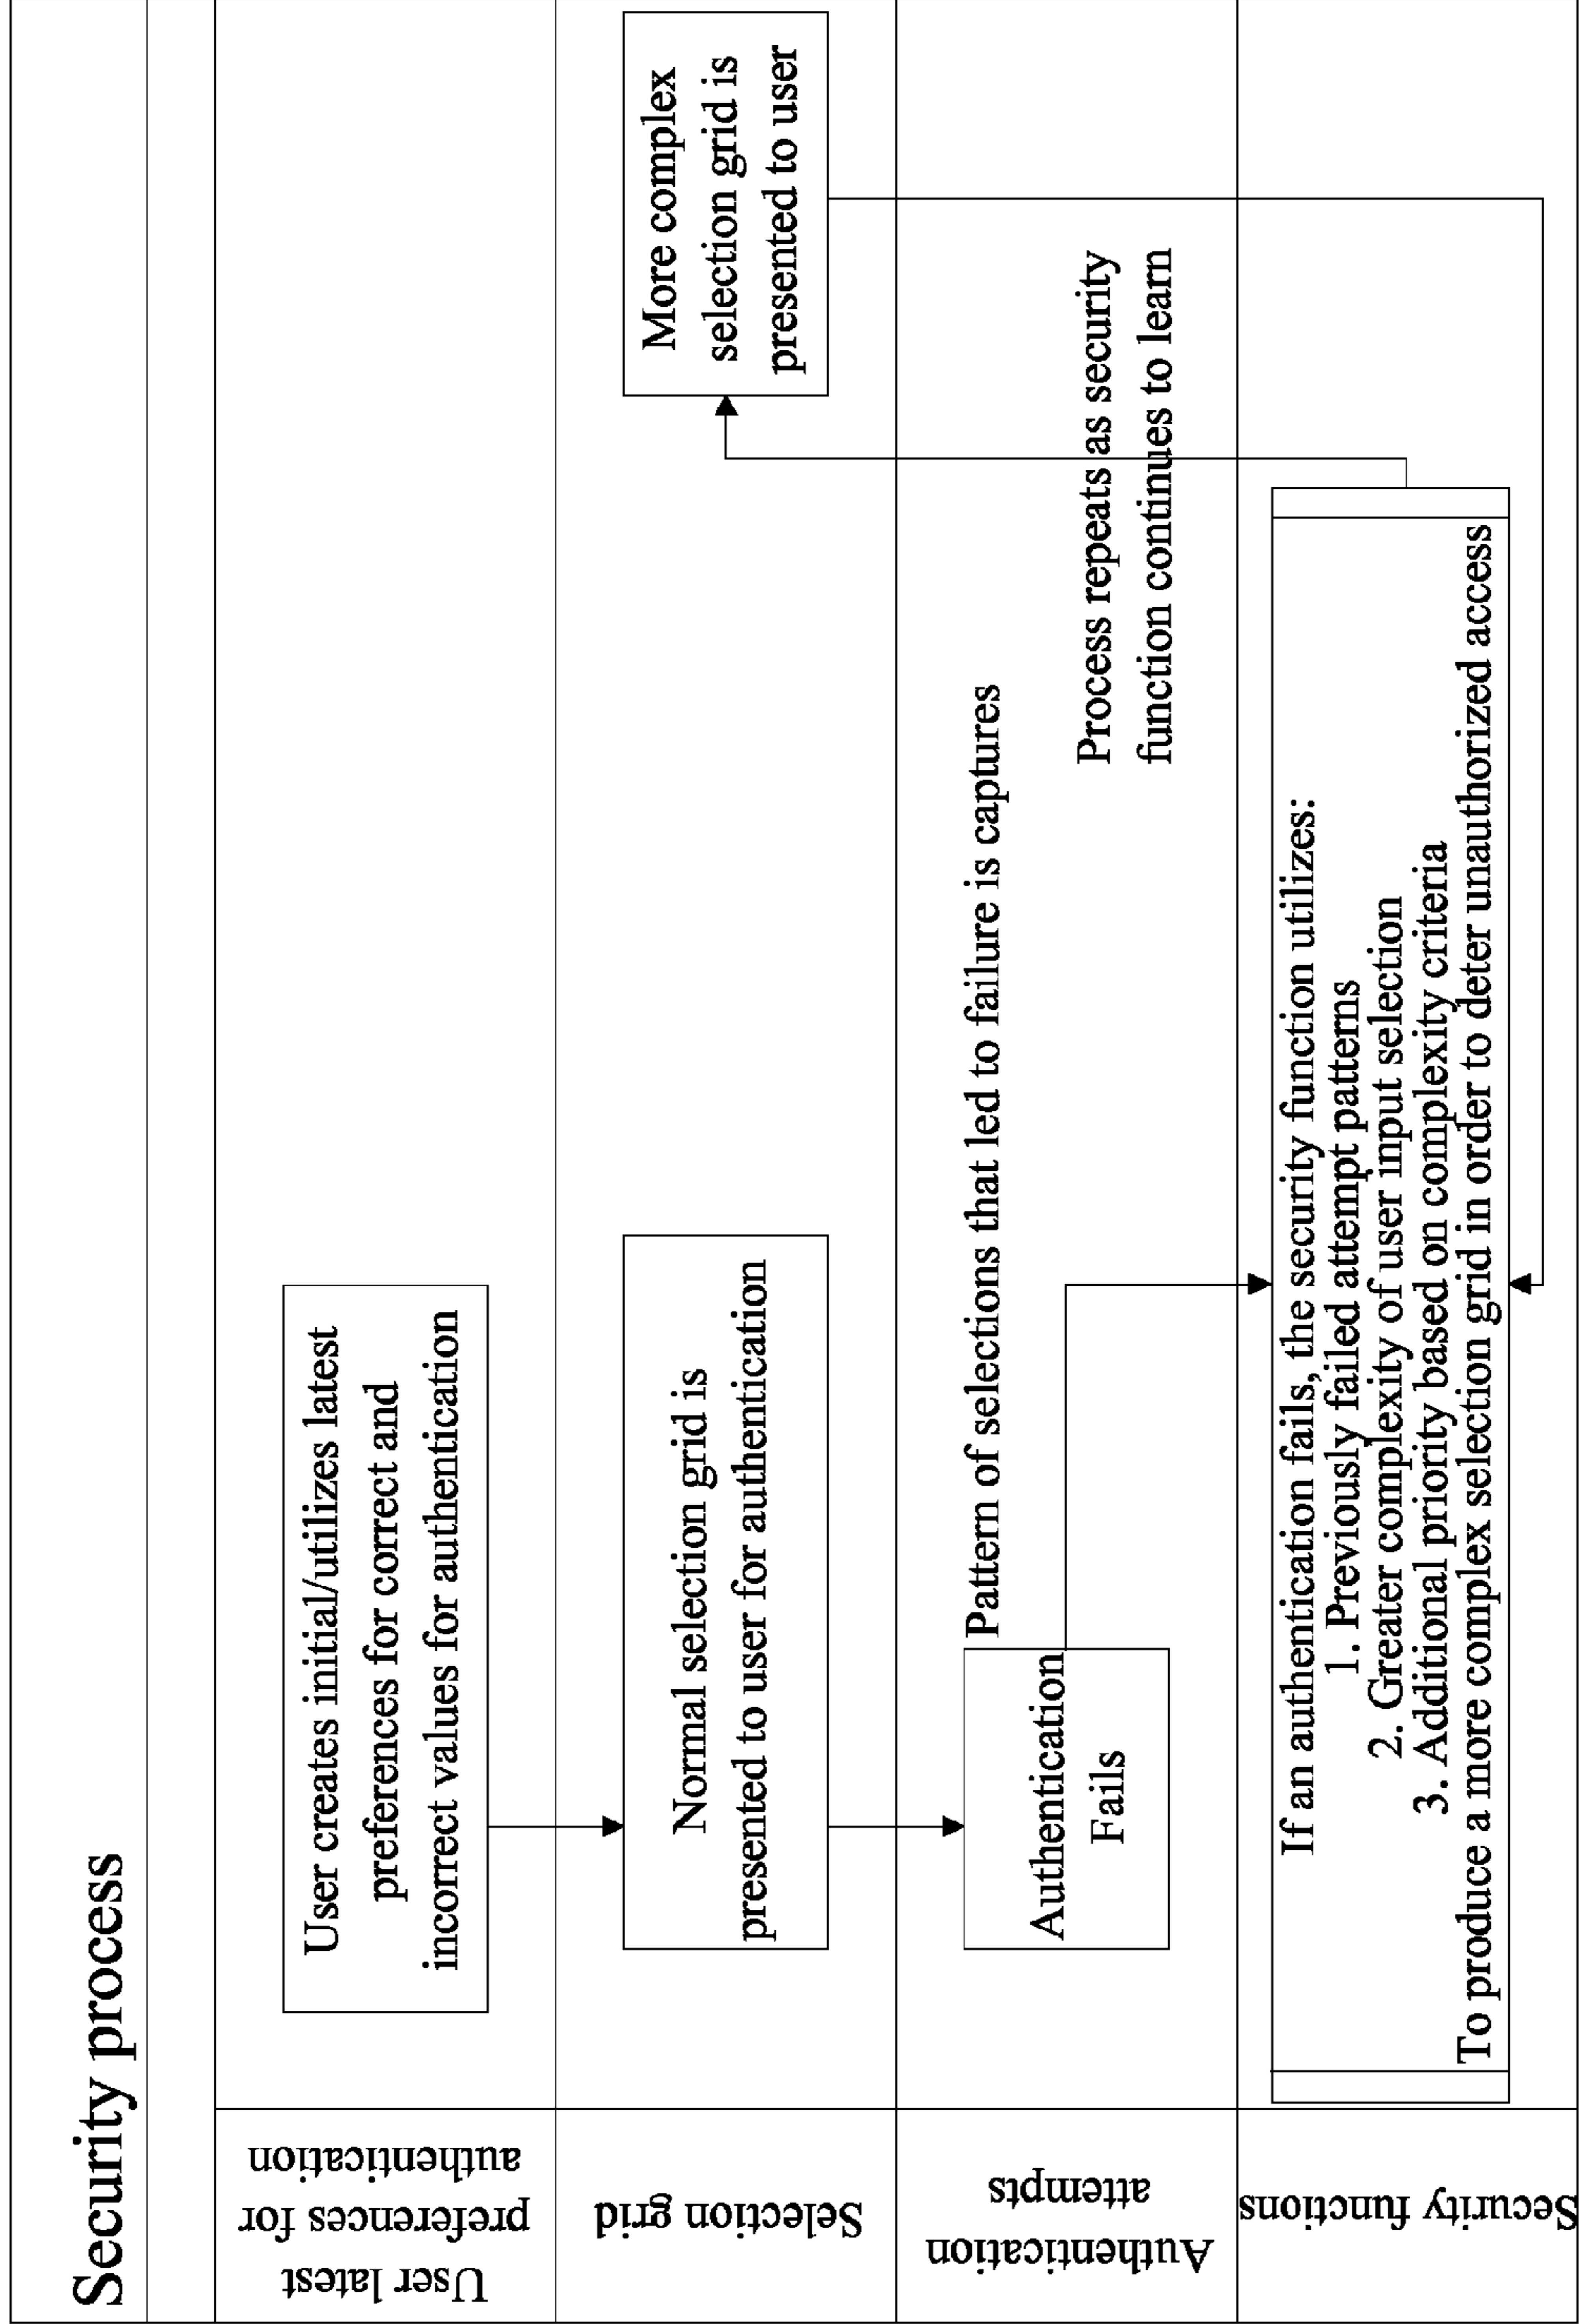 Security process
User latest
preferences for
authentication
User creates initial/utilizes latest
preferences for correct and
incorrect values for authentication
Selection grid
Normal selection grid is
presented to user for authentication
More complex
selection grid is
presented to user
Authentication
attempts
Authentication
Fails
Pattern of selections that led to failure is captures
Process repeats as security
function continues to learn
Security functions
If an authentication fails, the security function utilizes:
1. Previously failed attempt patterns
2. Greater complexity of user input selection
3. Additional priority based on complexity criteria
To produce a more complex selection grid in order to deter unauthorized access